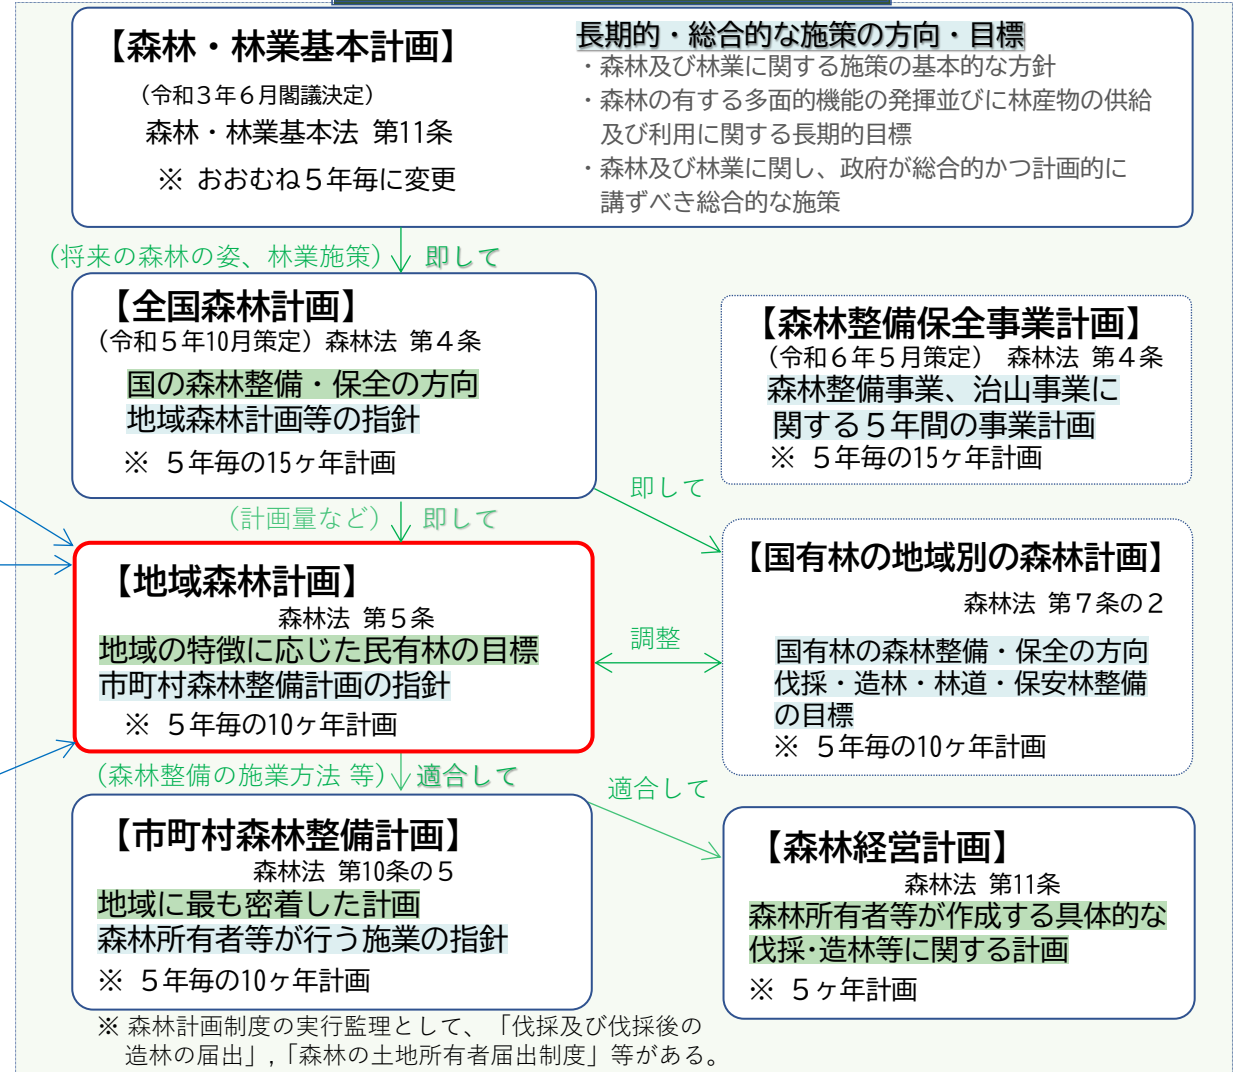 【森林・林業基本計画】
（令和３年６月閣議決定）
森林・林業基本法 第11条
※ おおむね５年毎に変更
長期的・総合的な施策の方向・目標
・森林及び林業に関する施策の基本的な方針
・森林の有する多面的機能の発揮並びに林産物の供給
及び利用に関する長期的目標
・森林及び林業に関し、政府が総合的かつ計画的に
講ずべき総合的な施策
（将来の森林の姿、林業施策） 即して
【全国森林計画】
（令和５年10月策定）森林法 第４条
国の森林整備・保全の方向
地域森林計画等の指針
※ ５年毎の15ヶ年計画
【森林整備保全事業計画】
（令和６年５月策定） 森林法 第４条
森林整備事業、治山事業に
関する５年間の事業計画
※ ５年毎の15ヶ年計画
即して
（計画量など） 即して
【地域森林計画】
森林法 第５条
地域の特徴に応じた民有林の目標
市町村森林整備計画の指針
※ ５年毎の10ヶ年計画
調整
【国有林の地域別の森林計画】
森林法 第７条の２
国有林の森林整備・保全の方向
伐採・造林・林道・保安林整備
の目標
※ ５年毎の10ヶ年計画
（森林整備の施業方法 等） 適合して
適合して
【市町村森林整備計画】
森林法 第10条の５
地域に最も密着した計画
森林所有者等が行う施業の指針
※ ５年毎の10ヶ年計画
【森林経営計画】
森林法 第11条
森林所有者等が作成する具体的な
伐採･造林等に関する計画
※ ５ヶ年計画
※ 森林計画制度の実行監理として、「伐採及び伐採後の
造林の届出」,「森林の土地所有者届出制度」等がある。